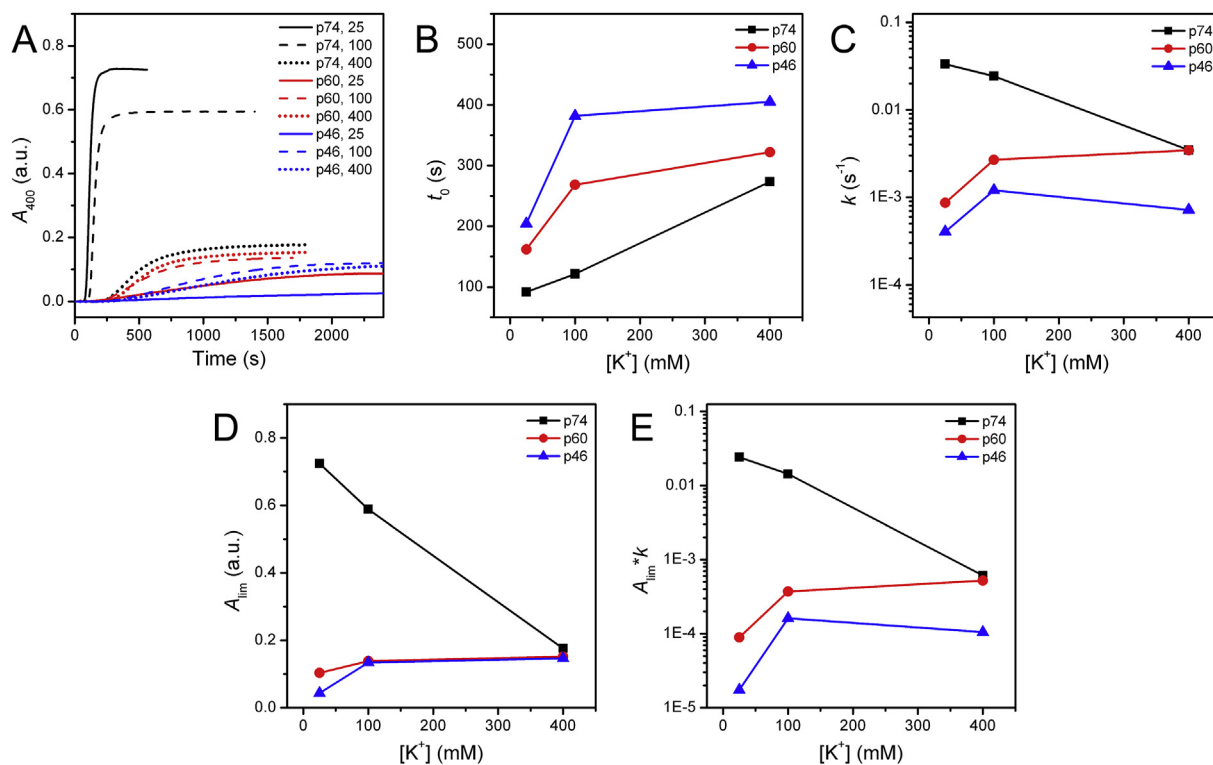 A
A400 (a.u.)
0.8
0.6
0.4
0.2
0.0
0
500
1000
1500
2000
Time (s)
p74, 25
p74, 100
p74, 400
p60, 25
p60, 100
p60, 400
p46, 25
p46, 100
p46, 400
B
t0 (s)
500
400
300
200
100
0
100
200
300
400
[K+] (mM)
p74
p60
p46
C
k (s-1)
0.1
0.01
1E-3
1E-4
0
100
200
300
400
[K+] (mM)
p74
p60
p46
D
Alim (a.u.)
0.8
0.6
0.4
0.2
0.0
0
100
200
300
400
[K+] (mM)
p74
p60
p46
E
Alim*k
0.1
0.01
1E-3
1E-4
1E-5
0
100
200
300
400
[K+] (mM)
p74
p60
p46